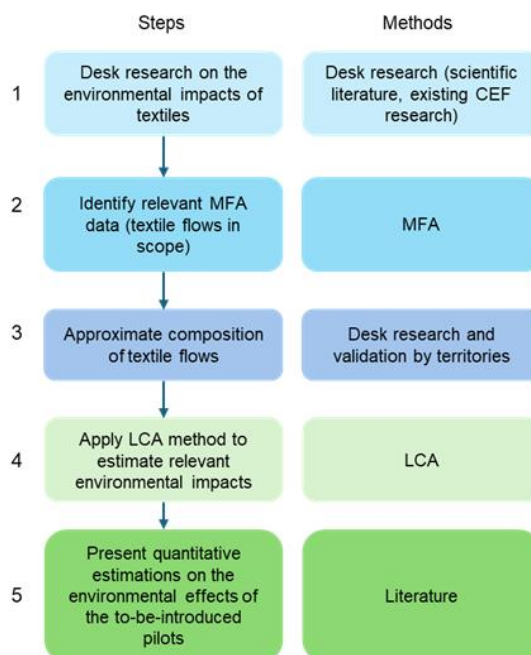 Steps
Methods
1
Desk research on the
environmental impacts of
textiles
Desk research (scientific
literature, existing CEF
research)
2
Identify relevant MFA
data (textile flows in
scope)
MFA
3
Approximate composition
of textile flows
Desk research and
validation by territories
4
Apply LCA method to
estimate relevant
environmental impacts
LCA
5
Present quantitative
estimations on the
environmental effects of
the to-be-introduced
pilots
Literature